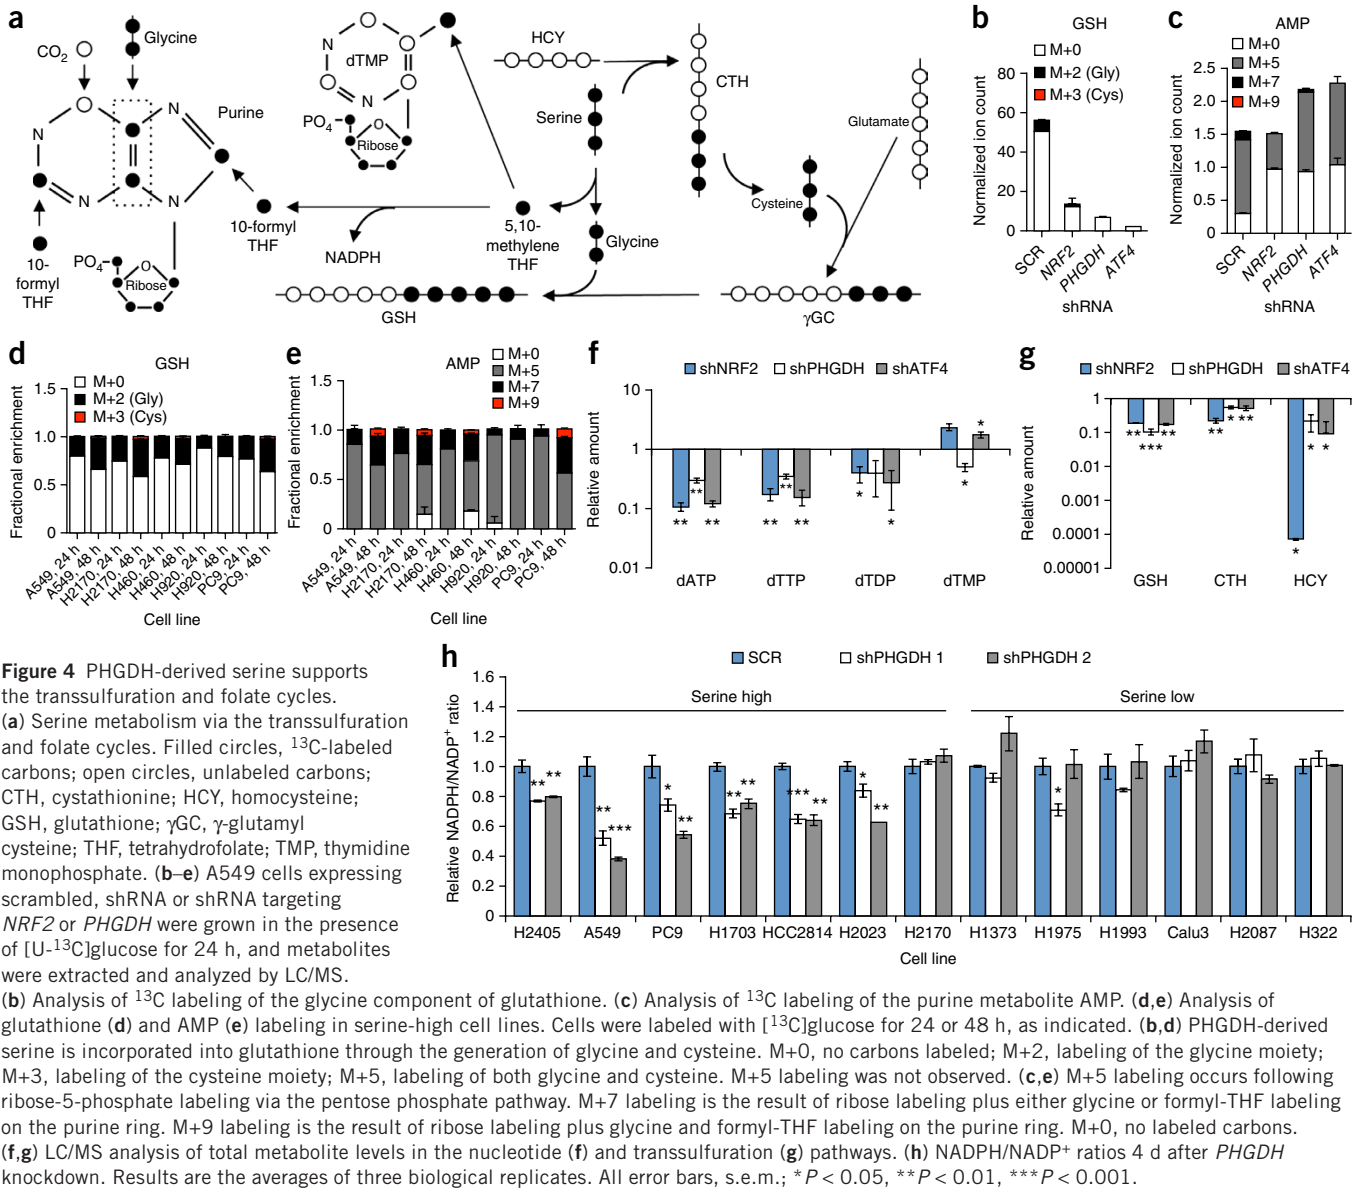 a
CO2
Glycine
N
N
Purine
N
N
10-formyl
THF
10-
formyl
THF
PO4
O
Ribose
N
dTMP
O
N
PO4
O
Ribose
NADPH
HCY
Serine
5,10-
methylene
THF
Glycine
CTH
Cysteine
Glutamate
GSH
γGC
b
GSH
M+0
M+2 (Gly)
M+3 (Cys)
Normalized ion count
80
60
40
20
0
SCR
NRF2
PHGDH
ATF4
shRNA
c
AMP
M+0
M+5
M+7
M+9
Normalized ion count
2.5
2.0
1.5
1.0
0.5
0
SCR
NRF2
PHGDH
ATF4
shRNA
d
GSH
M+0
M+2 (Gly)
M+3 (Cys)
Fractional enrichment
1.5
1.0
0.5
0
A549, 24 h
A549, 48 h
H2170, 24 h
H2170, 48 h
H460, 24 h
H460, 48 h
H920, 24 h
H920, 48 h
PC9, 24 h
PC9, 48 h
Cell line
e
AMP
M+0
M+5
M+7
M+9
Fractional enrichment
1.5
1.0
0.5
0
A549, 24 h
A549, 48 h
H2170, 24 h
H2170, 48 h
H460, 24 h
H460, 48 h
H920, 24 h
H920, 48 h
PC9, 24 h
PC9, 48 h
Cell line
f
shNRF2 shPHGDH shATF4
Relative amount
10
1
0.1
0.01
** ** **
** ** **
* *
* *
dATP dTTP dTDP dTMP
g
shNRF2 shPHGDH shATF4
Relative amount
1
0.1
0.01
0.001
0.0001
0.00001
** *** **
** * **
* * *
GSH CTH HCY
h
SCR shPHGDH 1 shPHGDH 2
Relative NADPH/NADP+ ratio
1.6
1.4
1.2
1.0
0.8
0.6
0.4
0.2
0
Serine high Serine low
** ** ** *** * ** ** ** *** ** * ** *
H2405 A549 PC9 H1703 HCC2814 H2023 H2170 H1373 H1975 H1993 Calu3 H2087 H322
Cell line
Figure 4 PHGDH-derived serine supports
the transsulfuration and folate cycles.
(a) Serine metabolism via the transsulfuration
and folate cycles. Filled circles, 13C-labeled
carbons; open circles, unlabeled carbons;
CTH, cystathionine; HCY, homocysteine;
GSH, glutathione; γGC, γ-glutamyl
cysteine; THF, tetrahydrofolate; TMP, thymidine
monophosphate. (b–e) A549 cells expressing
scrambled, shRNA or shRNA targeting
NRF2 or PHGDH were grown in the presence
of [U-13C]glucose for 24 h, and metabolites
were extracted and analyzed by LC/MS.
(b) Analysis of 13C labeling of the glycine component of glutathione. (c) Analysis of 13C labeling of the purine metabolite AMP. (d,e) Analysis of
glutathione (d) and AMP (e) labeling in serine-high cell lines. Cells were labeled with [13C]glucose for 24 or 48 h, as indicated. (b,d) PHGDH-derived
serine is incorporated into glutathione through the generation of glycine and cysteine. M+0, no carbons labeled; M+2, labeling of the glycine moiety;
M+3, labeling of the cysteine moiety; M+5, labeling of both glycine and cysteine. M+5 labeling was not observed. (c,e) M+5 labeling occurs following
ribose-5-phosphate labeling via the pentose phosphate pathway. M+7 labeling is the result of ribose labeling plus either glycine or formyl-THF labeling
on the purine ring. M+9 labeling is the result of ribose labeling plus glycine and formyl-THF labeling on the purine ring. M+0, no labeled carbons.
(f,g) LC/MS analysis of total metabolite levels in the nucleotide (f) and transsulfuration (g) pathways. (h) NADPH/NADP+ ratios 4 d after PHGDH
knockdown. Results are the averages of three biological replicates. All error bars, s.e.m.; *P < 0.05, **P < 0.01, ***P < 0.001.